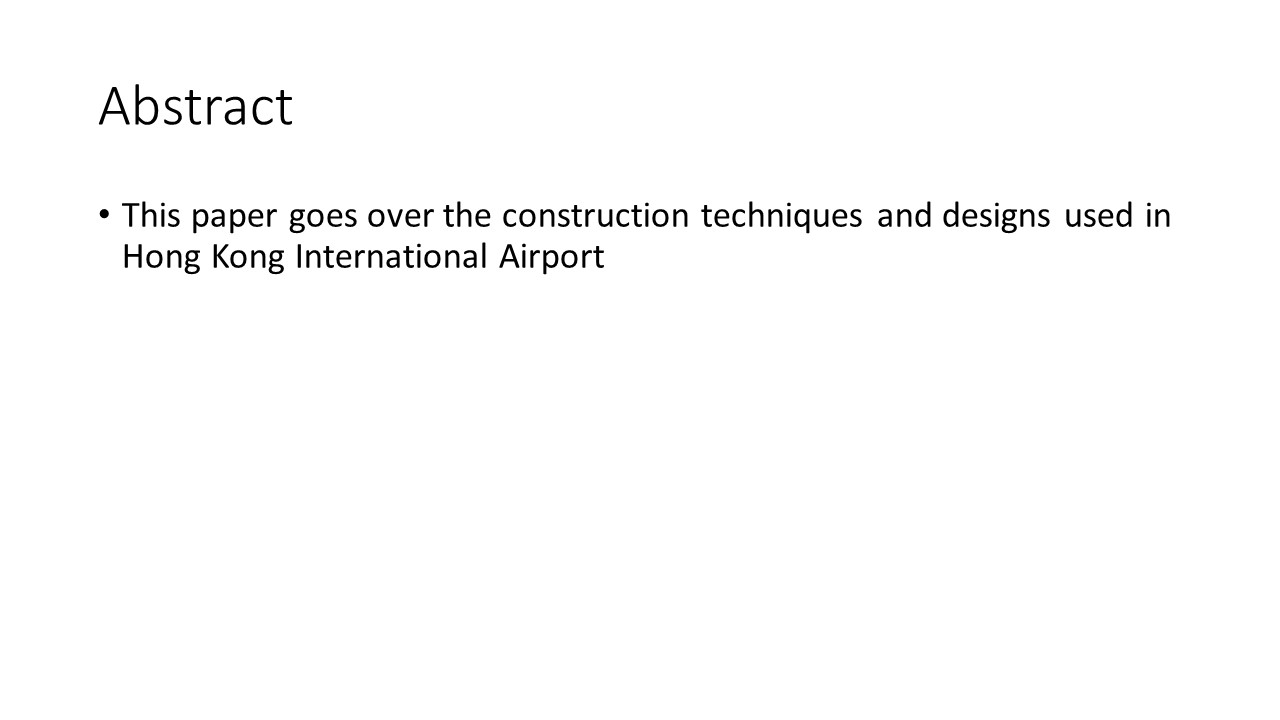 Abstract
• This paper goes over the construction techniques and designs used in
Hong Kong International Airport